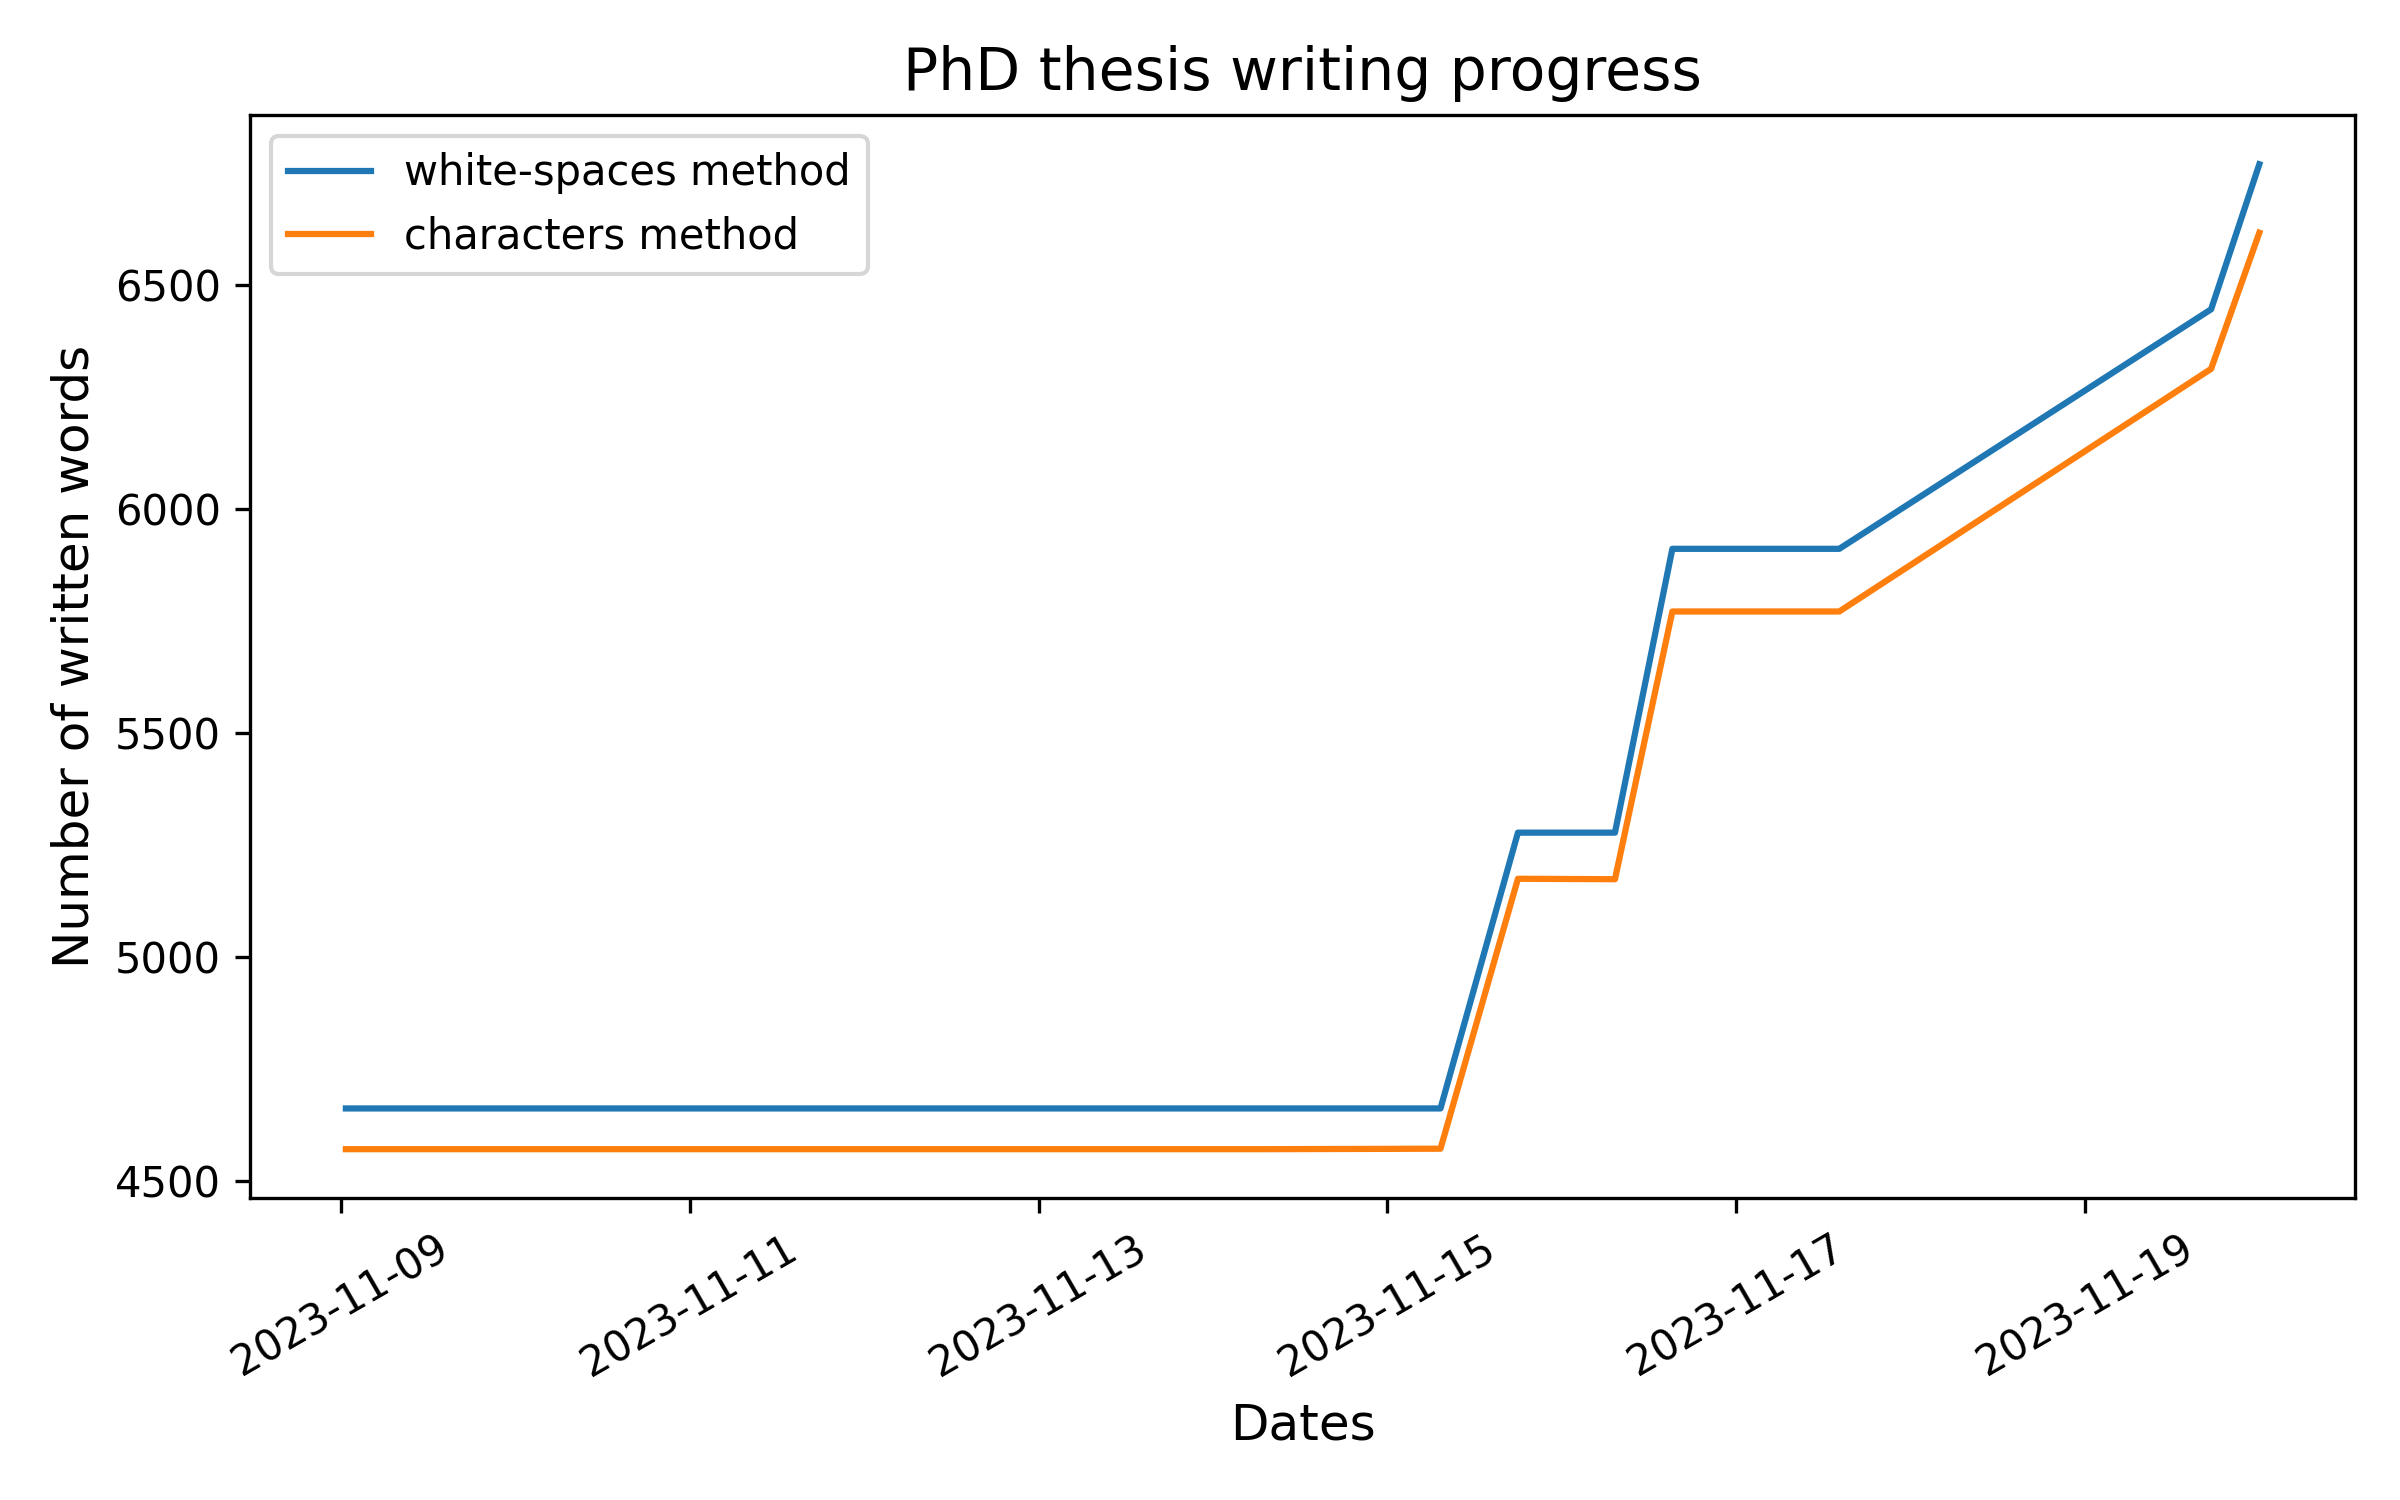 PhD thesis writing progress
white-spaces method
characters method
Number of written words
6500
6000
5500
5000
4500
2023-11-09
2023-11-11
2023-11-13
2023-11-15
2023-11-17
2023-11-19
Dates